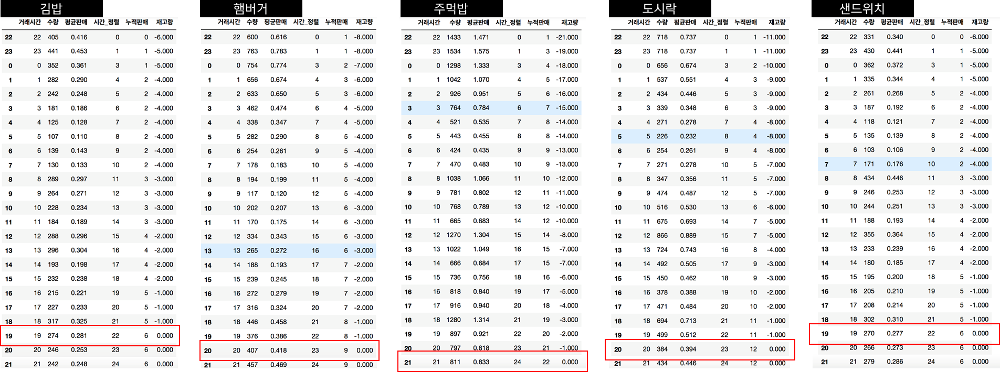 김밥
거래시간 수량 평균판매 시간_정렬 누적판매 재고량
22 22 405 0.416 0 0 -6.000
23 23 441 0.453 1 1 -5.000
0 0 352 0.361 3 1 -5.000
1 1 282 0.290 4 2 -4.000
2 2 242 0.248 5 2 -4.000
3 3 181 0.186 6 2 -4.000
4 4 125 0.128 7 2 -4.000
5 5 107 0.110 8 2 -4.000
6 6 139 0.143 9 2 -4.000
7 7 130 0.133 10 2 -4.000
8 8 289 0.297 11 3 -3.000
9 9 264 0.271 12 3 -3.000
10 10 228 0.234 13 3 -3.000
11 11 184 0.189 14 3 -3.000
12 12 288 0.296 15 4 -2.000
13 13 296 0.304 16 4 -2.000
14 14 193 0.198 17 4 -2.000
15 15 232 0.238 18 4 -2.000
16 16 215 0.221 19 5 -1.000
17 17 227 0.233 20 5 -1.000
18 18 317 0.325 21 5 -1.000
19 19 274 0.281 22 6 0.000
20 20 246 0.253 23 6 0.000
21 21 242 0.248 24 6 0.000
햄버거
거래시간 수량 평균판매 시간_정렬 누적판매 재고량
22 22 600 0.616 0 1 -8.000
23 23 763 0.783 1 1 -8.000
0 0 754 0.774 3 2 -7.000
1 1 656 0.674 4 3 -6.000
2 2 633 0.650 5 3 -6.000
3 3 462 0.474 6 4 -5.000
4 4 338 0.347 7 4 -5.000
5 5 282 0.290 8 5 -4.000
6 6 254 0.261 9 5 -4.000
7 7 178 0.183 10 5 -4.000
8 8 194 0.199 11 5 -4.000
9 9 117 0.120 12 5 -4.000
10 10 202 0.207 13 6 -3.000
11 11 170 0.175 14 6 -3.000
12 12 334 0.343 15 6 -3.000
13 13 265 0.272 16 6 -3.000
14 14 188 0.193 17 7 -2.000
15 15 239 0.245 18 7 -2.000
16 16 272 0.279 19 7 -2.000
17 17 316 0.324 20 7 -2.000
18 18 446 0.458 21 8 -1.000
19 19 376 0.386 22 8 -1.000
20 20 407 0.418 23 9 0.000
21 21 457 0.469 24 9 0.000
주먹밥
거래시간 수량 평균판매 시간_정렬 누적판매 재고량
22 22 1433 1.471 0 1 -21.000
23 23 1534 1.575 1 3 -19.000
0 0 1298 1.333 3 4 -18.000
1 1 1042 1.070 4 5 -17.000
2 2 926 0.951 5 6 -16.000
3 3 764 0.784 6 7 -15.000
4 4 521 0.535 7 8 -14.000
5 5 443 0.455 8 8 -14.000
6 6 424 0.435 9 9 -13.000
7 7 470 0.483 10 9 -13.000
8 8 1038 1.066 11 10 -12.000
9 9 781 0.802 12 11 -11.000
10 10 768 0.789 13 12 -10.000
11 11 665 0.683 14 12 -10.000
12 12 1270 1.304 15 14 -8.000
13 13 1022 1.049 16 15 -7.000
14 14 666 0.684 17 15 -7.000
15 15 736 0.756 18 16 -6.000
16 16 818 0.840 19 17 -5.000
17 17 916 0.940 20 18 -4.000
18 18 1280 1.314 21 19 -3.000
19 19 897 0.921 22 20 -2.000
20 20 797 0.818 23 21 -1.000
21 21 811 0.833 24 22 0.000
도시락
거래시간 수량 평균판매 시간_정렬 누적판매 재고량
22 22 718 0.737 0 1 -11.000
23 23 718 0.737 1 1 -11.000
0 0 656 0.674 3 2 -10.000
1 1 537 0.551 4 3 -9.000
2 2 434 0.446 5 3 -9.000
3 3 339 0.348 6 3 -9.000
4 4 271 0.278 7 4 -8.000
5 5 226 0.232 8 4 -8.000
6 6 254 0.261 9 4 -8.000
7 7 271 0.278 10 5 -7.000
8 8 347 0.356 11 5 -7.000
9 9 474 0.487 12 5 -7.000
10 10 516 0.530 13 6 -6.000
11 11 675 0.693 14 7 -5.000
12 12 866 0.889 15 7 -5.000
13 13 724 0.743 16 8 -4.000
14 14 492 0.505 17 9 -3.000
15 15 450 0.462 18 9 -3.000
16 16 378 0.388 19 10 -2.000
17 17 471 0.484 20 10 -2.000
18 18 694 0.713 21 11 -1.000
19 19 499 0.512 22 11 -1.000
20 20 384 0.394 23 12 0.000
21 21 434 0.446 24 12 0.000
샌드위치
거래시간 수량 평균판매 시간_정렬 누적판매 재고량
22 22 331 0.340 0 0 -6.000
23 23 430 0.441 1 1 -5.000
0 0 362 0.372 3 1 -5.000
1 1 335 0.344 4 1 -5.000
2 2 261 0.268 5 2 -4.000
3 3 187 0.192 6 2 -4.000
4 4 118 0.121 7 2 -4.000
5 5 135 0.139 8 2 -4.000
6 6 103 0.106 9 2 -4.000
7 7 171 0.176 10 2 -4.000
8 8 434 0.446 11 3 -3.000
9 9 246 0.253 12 3 -3.000
10 10 244 0.251 13 3 -3.000
11 11 188 0.193 14 4 -2.000
12 12 355 0.364 15 4 -2.000
13 13 233 0.239 16 4 -2.000
14 14 180 0.185 17 4 -2.000
15 15 195 0.200 18 5 -1.000
16 16 205 0.210 19 5 -1.000
17 17 208 0.214 20 5 -1.000
18 18 302 0.310 21 5 -1.000
19 19 270 0.277 22 6 0.000
20 20 266 0.273 23 6 0.000
21 21 279 0.286 24 6 0.000